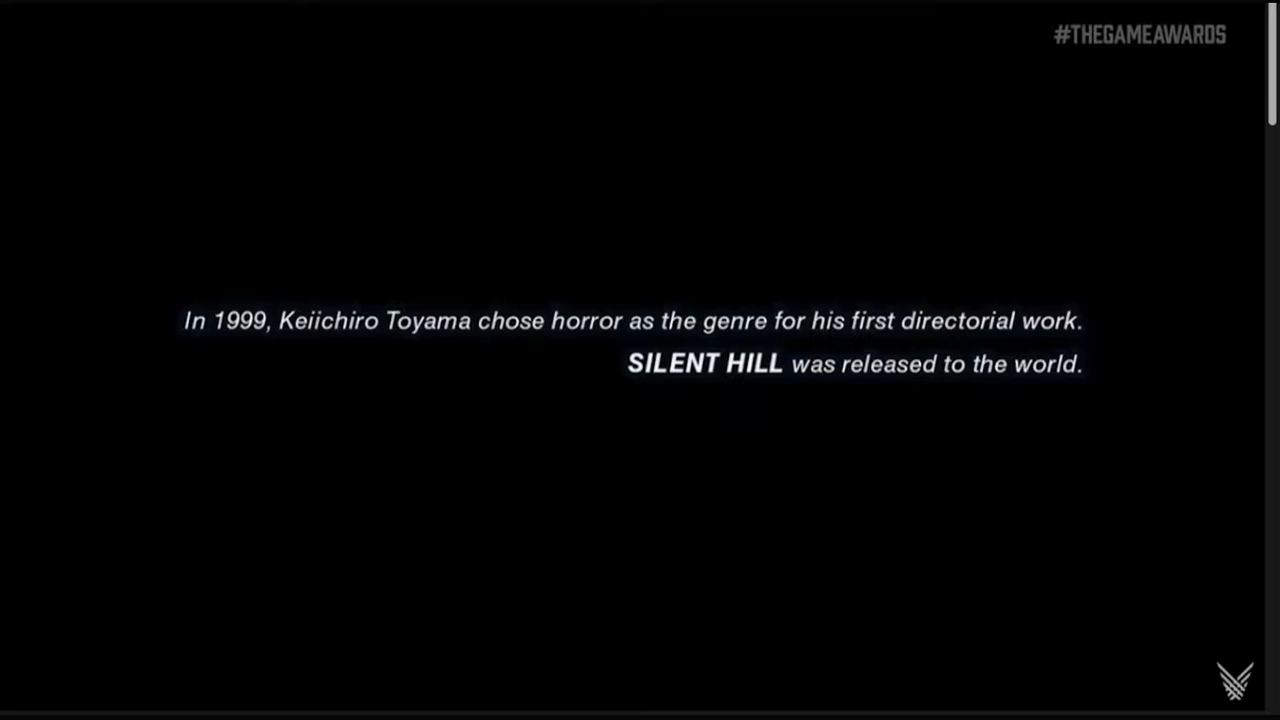 #THEGAMEAWARDS
In 1999, Keiichiro Toyama chose horror as the genre for his first directorial work.
SILENT HILL was released to the world.